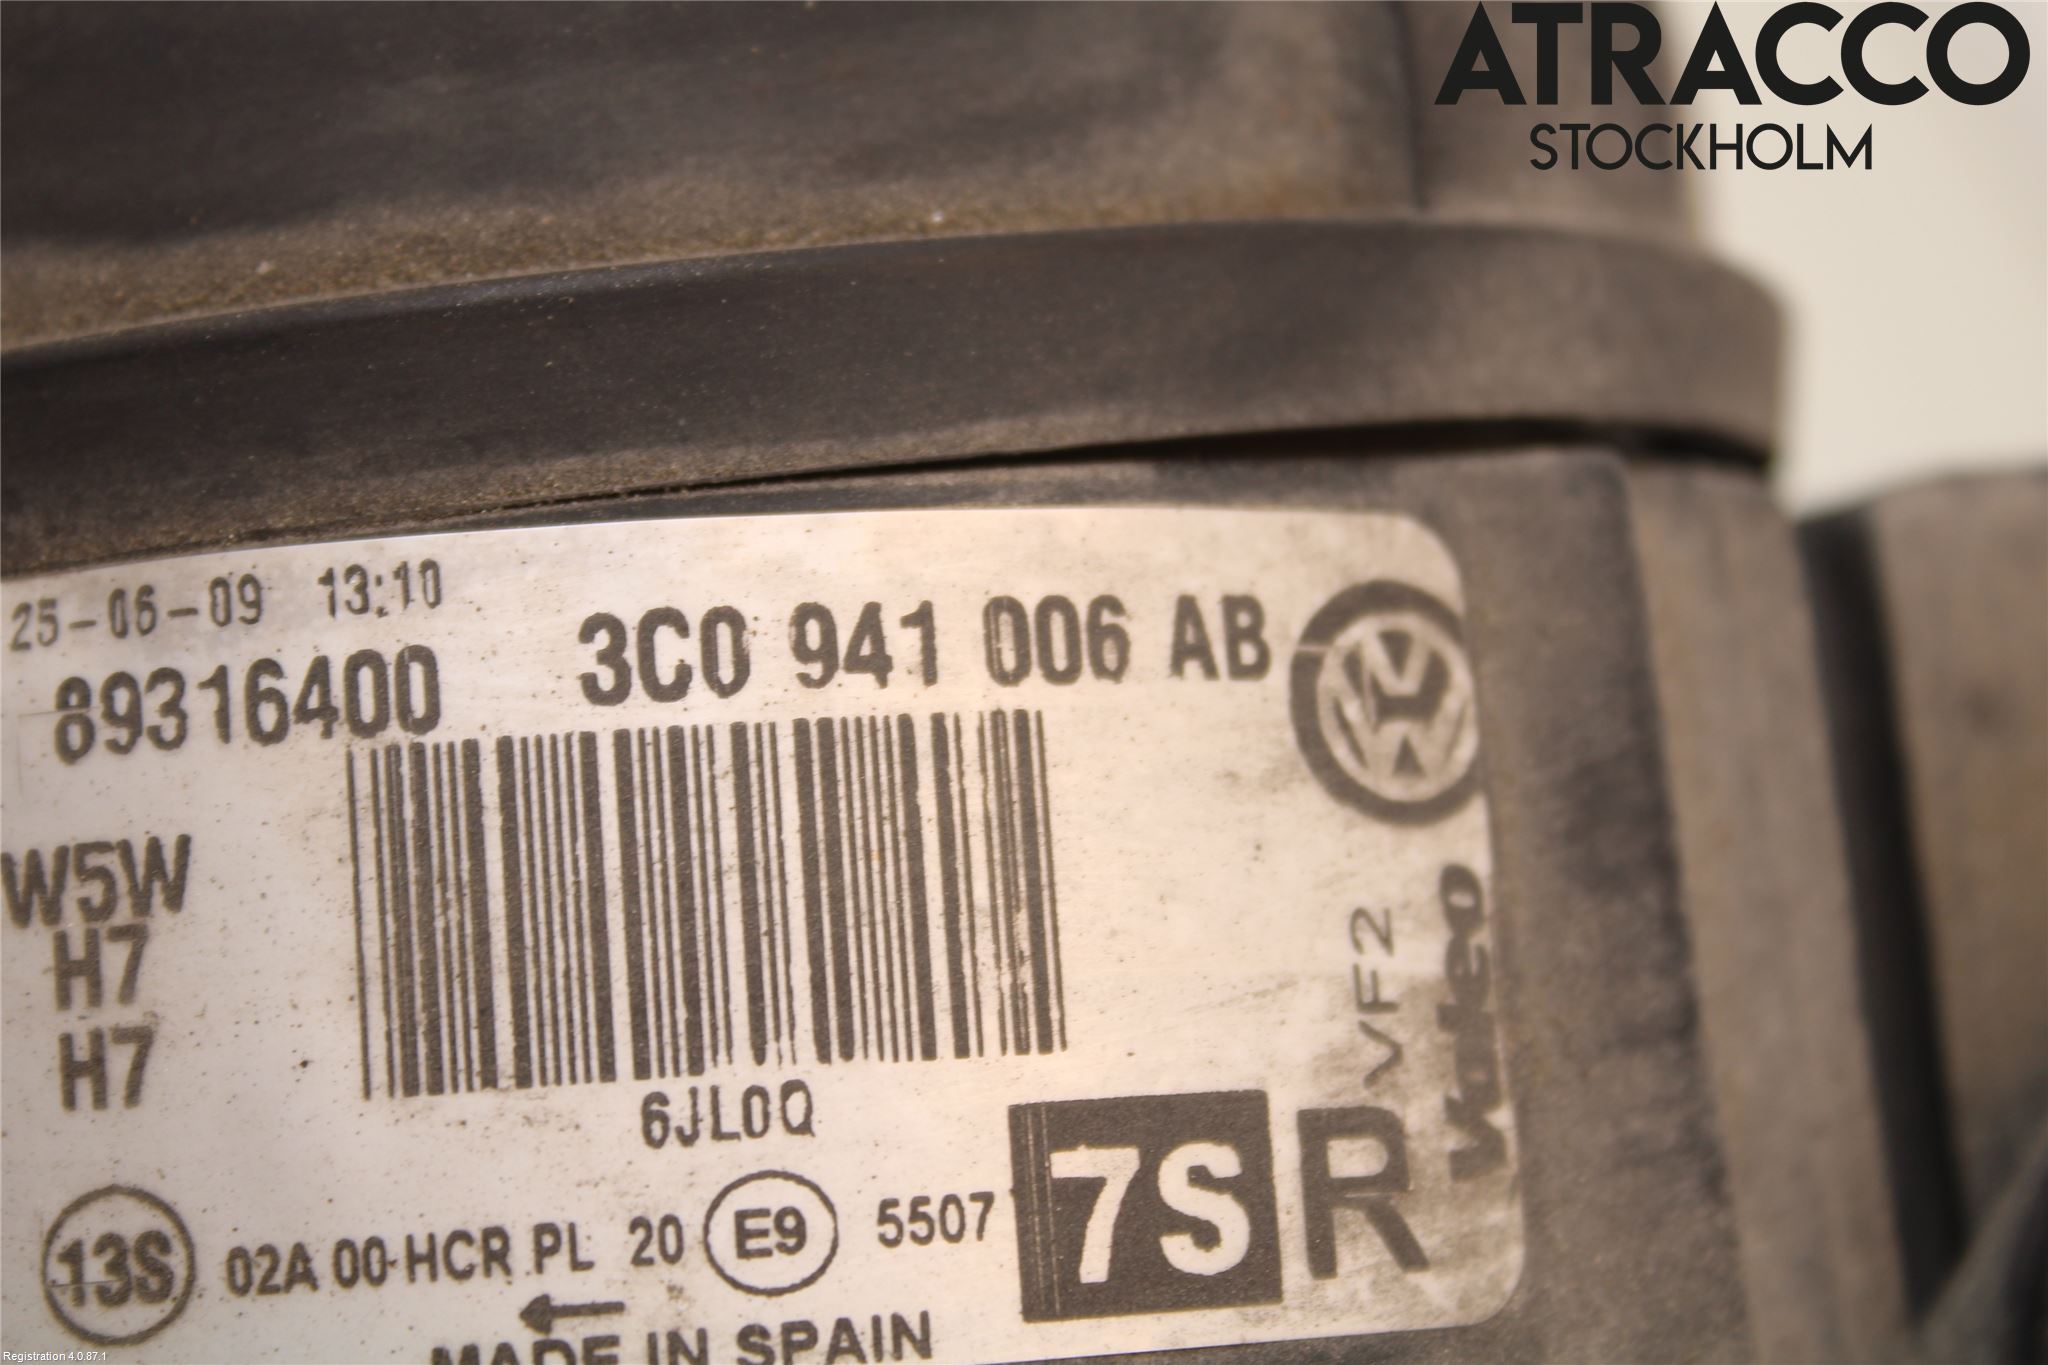 ATRACCO
STOCKHOLM
25-06-09 13:10
89316400
3C0 941 006 AB
W5W
H7
H7
VF2
Valeo
6JL0Q
7S R
13S 02A 00 HCR PL 20 E9 5507
MADE IN SPAIN
Registration 4.0.87.1